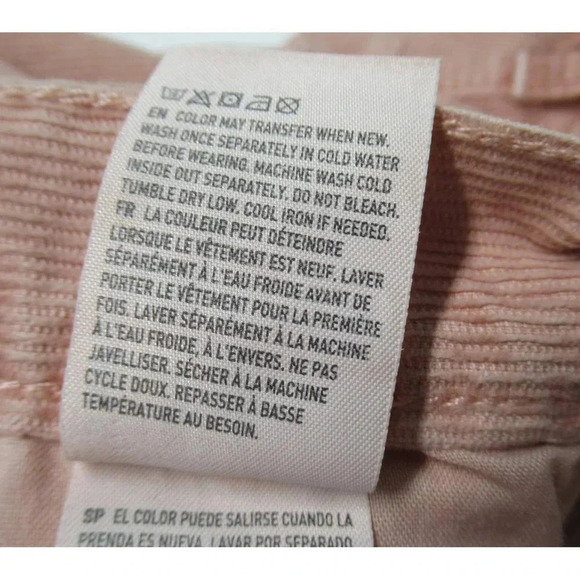 EN COLOR MAY TRANSFER WHEN NEW.
WASH ONCE SEPARATELY IN COLD WATER
BEFORE WEARING. MACHINE WASH COLD
INSIDE OUT SEPARATELY. DO NOT BLEACH.
TUMBLE DRY LOW. COOL IRON IF NEEDED.
FR LA COULEUR PEUT DÉTEINDRE
LORSQUE LE VÊTEMENT EST NEUF. LAVER
SÉPARÉMENT À L'EAU FROIDE AVANT DE
PORTER LE VÊTEMENT POUR LA PREMIÈRE
FOIS. LAVER SÉPARÉMENT À LA MACHINE
À L'EAU FROIDE, À L'ENVERS. NE PAS
JAVELLISER. SÉCHER À LA MACHINE
CYCLE DOUX. REPASSER À BASSE
TEMPÉRATURE AU BESOIN.
SP EL COLOR PUEDE SALIRSE CUANDO LA
PRENDA ES NUEVA. LAVAR POR SEPARADO